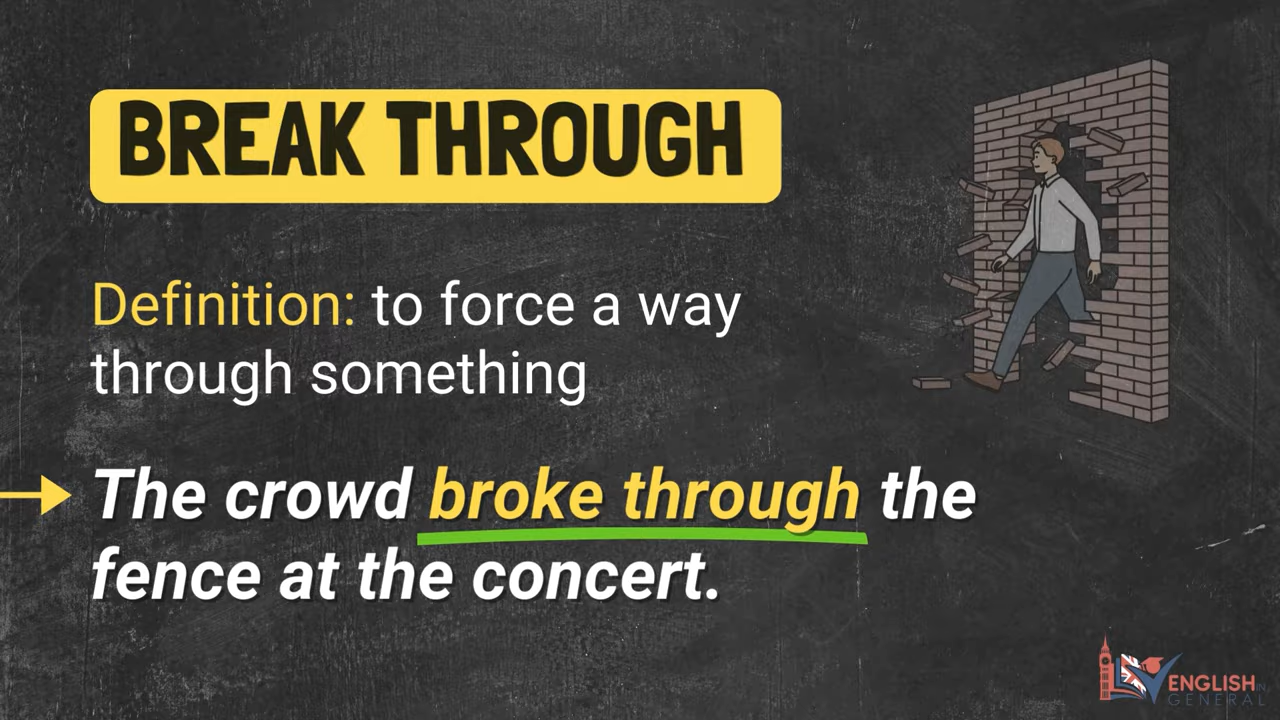 BREAK THROUGH
Definition: to force a way
through something
The crowd broke through the
fence at the concert.
ENGLISH IN
GENERAL